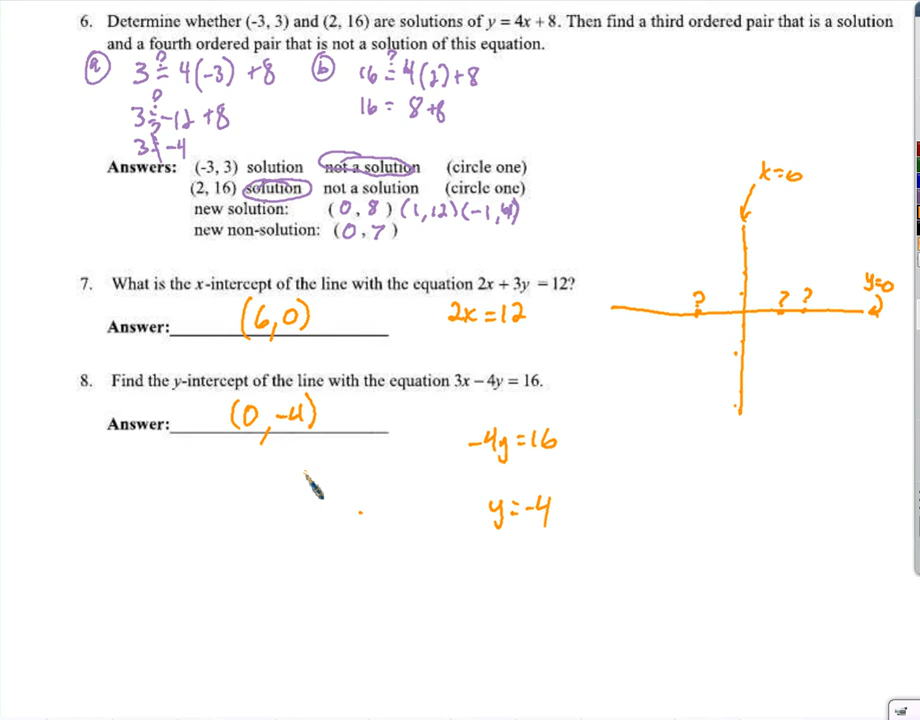 6. Determine whether (-3, 3) and (2, 16) are solutions of y = 4x + 8. Then find a third ordered pair that is a solution
and a fourth ordered pair that is not a solution of this equation.
(a) 3 ≟ 4(-3) + 8 (b) 16 ≟ 4(2) + 8
3 ≟ -12 + 8 16 = 8+8
3 ≠ -4
Answers: (-3, 3) solution not a solution (circle one)
(2, 16) solution not a solution (circle one)
new solution: (0, 8) (1, 12) (-1, 4)
new non-solution: (0, 7)
x=0
7. What is the x-intercept of the line with the equation 2x + 3y = 12?
y=0
? ? ?
Answer: (6, 0) 2x = 12
8. Find the y-intercept of the line with the equation 3x – 4y = 16.
Answer: (0, -4)
-4y = 16
y = -4